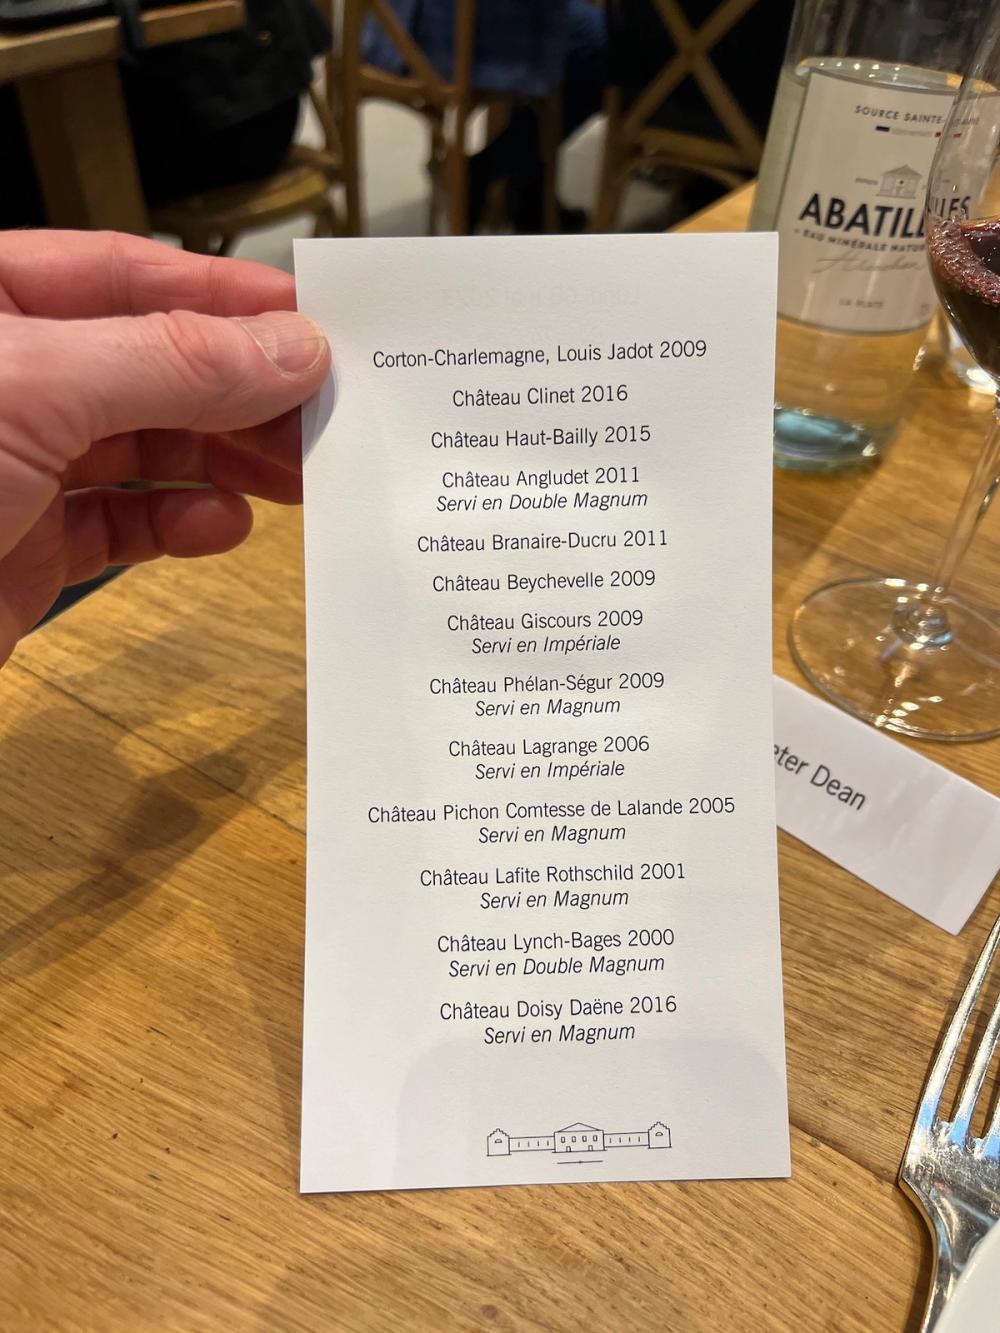 Corton-Charlemagne, Louis Jadot 2009
Château Clinet 2016
Château Haut-Bailly 2015
Château Angludet 2011
Servi en Double Magnum
Château Branaire-Ducru 2011
Château Beychevelle 2009
Château Giscours 2009
Servi en Impériale
Château Phélan-Ségur 2009
Servi en Magnum
Château Lagrange 2006
Servi en Impériale
Château Pichon Comtesse de Lalande 2005
Servi en Magnum
Château Lafite Rothschild 2001
Servi en Magnum
Château Lynch-Bages 2000
Servi en Double Magnum
Château Doisy Daëne 2016
Servi en Magnum
SOURCE SAINTE-
ABATILLES
EAU MINÉRALE
eter Dean